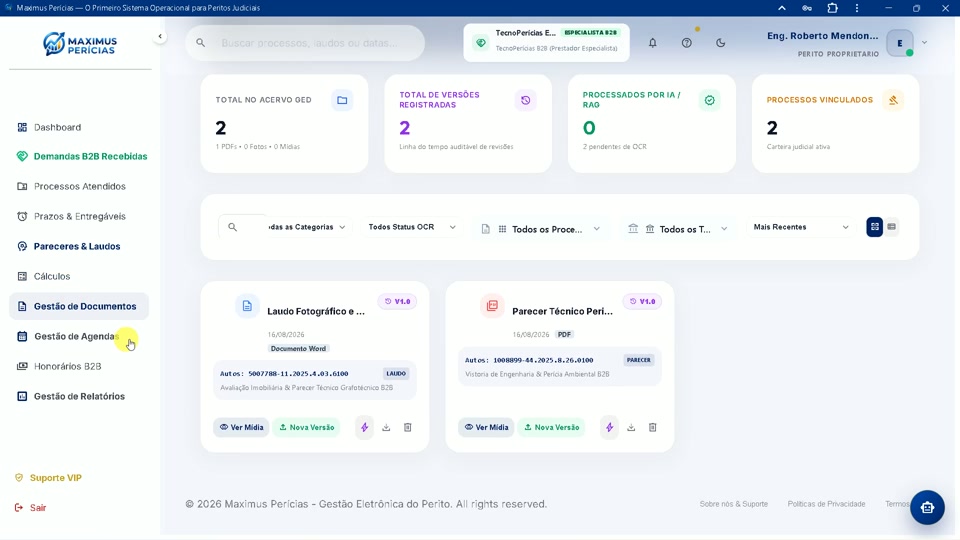 Maximus Perícias — O Primeiro Sistema Operacional para Peritos Judiciais
MAXIMUS
PERÍCIAS
Buscar processos, laudos ou datas...
TecnoPerícias E... ESPECIALISTA B2B
TecnoPerícias B2B (Prestador Especialista)
Eng. Roberto Mendon...
PERITO PROPRIETARIO
E
Dashboard
Demandas B2B Recebidas
Processos Atendidos
Prazos & Entregáveis
Pareceres & Laudos
Cálculos
Gestão de Documentos
Gestão de Agendas
Honorários B2B
Gestão de Relatórios
Suporte VIP
Sair
TOTAL NO ACERVO GED
2
1 PDFs • 0 Fotos • 0 Mídias
TOTAL DE VERSÕES
REGISTRADAS
2
Linha do tempo auditável de revisões
PROCESSADOS POR IA /
RAG
0
2 pendentes de OCR
PROCESSOS VINCULADOS
2
Carteira judicial ativa
das as Categorias
Todos Status OCR
Todos os Proce...
Todos os T...
Mais Recentes
V1.0
Laudo Fotográfico e ...
16/08/2026
Documento Word
Autos: 5007788-11.2025.4.03.6100 LAUDO
Avaliação Imobiliária & Parecer Técnico Grafotécnico B2B
Ver Mídia
Nova Versão
V1.0
Parecer Técnico Peri...
16/08/2026 PDF
Autos: 1008899-44.2025.8.26.0100 PARECER
Vistoria de Engenharia & Perícia Ambiental B2B
Ver Mídia
Nova Versão
© 2026 Maximus Perícias - Gestão Eletrônica do Perito. All rights reserved.
Sobre nós & Suporte
Políticas de Privacidade
Termos